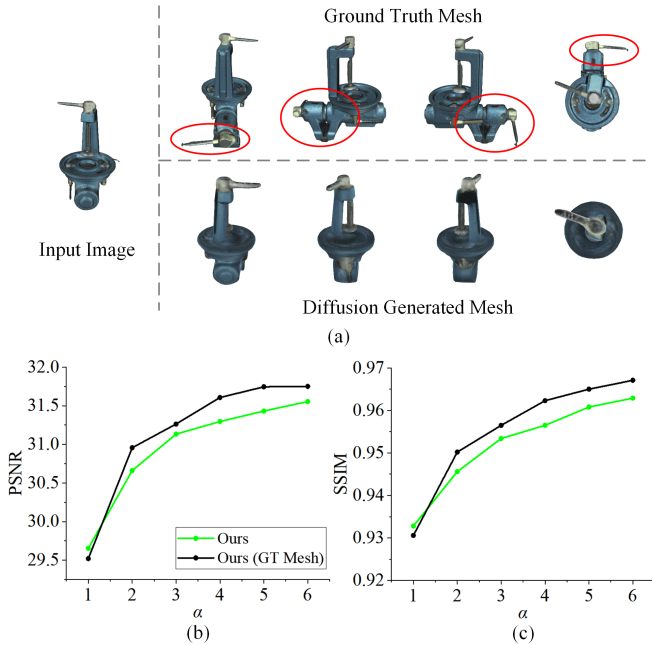 Ground Truth Mesh
Input Image
Diffusion Generated Mesh
(a)
32.0
31.5
31.0
30.5
30.0
29.5
PSNR
1 2 3 4 5 6
α
Ours
Ours (GT Mesh)
(b)
0.97
0.96
0.94
0.93
0.92
SSIM
1 2 3 4 5 6
α
(c)